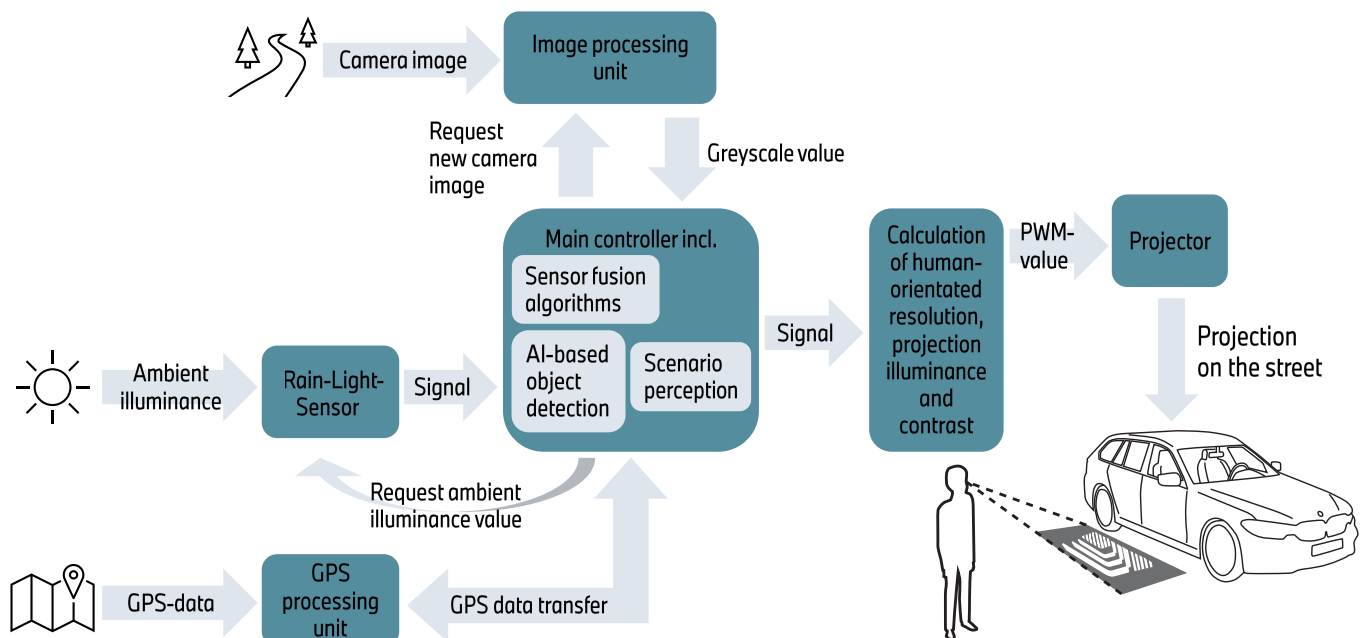 Camera image
Image processing
unit
Request
new camera
image
Greyscale value
Main controller incl.
Sensor fusion
algorithms
AI-based
object
detection
Scenario
perception
Ambient
illuminance
Rain-Light-
Sensor
Signal
Request ambient
illuminance value
GPS-data
GPS
processing
unit
GPS data transfer
Signal
Calculation
of human-
orientated
resolution,
projection
illuminance
and
contrast
PWM-
value
Projector
Projection
on the street